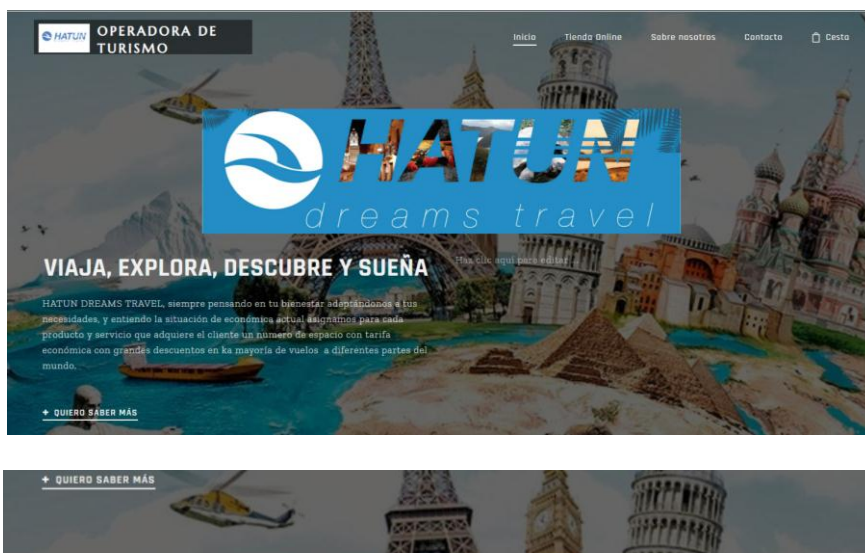 HATUN
OPERADORA DE
TURISMO
Inicio Tienda Online Sobre nosotros Contacto Cesta
HATUN
dreams travel
VIAJA, EXPLORA, DESCUBRE Y SUEÑA
Haz clic aquí para editar.
HATUN DREAMS TRAVEL, siempre pensando en tu bienestar adaptándonos a tus
necesidades, y entiendo la situación de económica actual asignamos para cada
producto y servicio que adquiere el cliente un número de espacio con tarifa
económica con grandes descuentos en ka mayoría de vuelos a diferentes partes del
mundo.
+ QUIERO SABER MÁS
+ QUIERO SABER MÁS